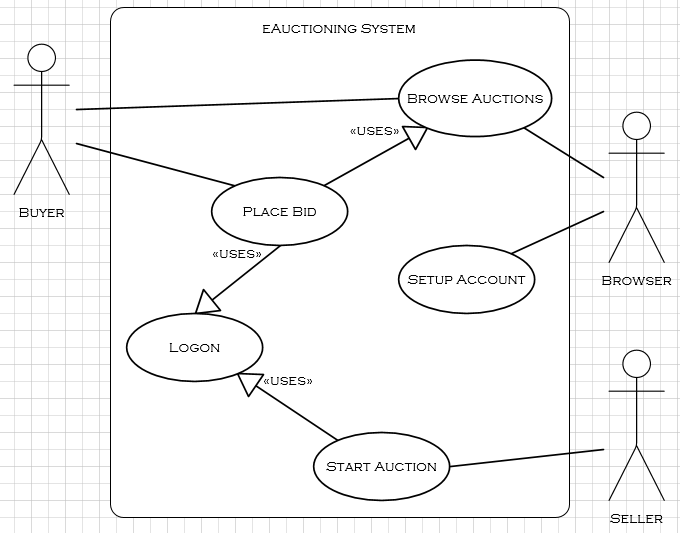 eAuctioning System
Browse Auctions
«uses»
Buyer
Place Bid
«uses»
Setup Account
Browser
Logon
«uses»
Start Auction
Seller